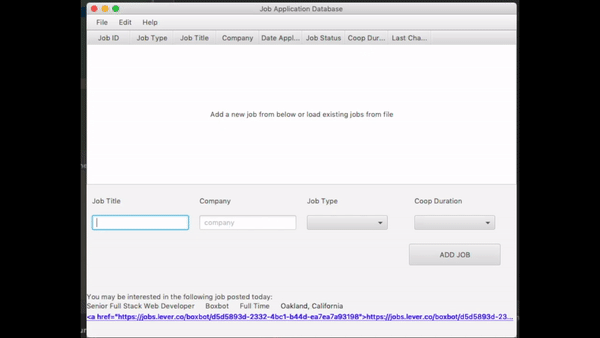 Job Application Database
File Edit Help
Job ID Job Type Job Title Company Date Appl... Job Status Coop Dur... Last Cha...
Add a new job from below or load existing jobs from file
Job Title Company Job Type Coop Duration
company
ADD JOB
You may be interested in the following job posted today:
Senior Full Stack Web Developer Boxbot Full Time Oakland, California
<a href="https://jobs.lever.co/boxbot/d5d5893d-2332-4bc1-b44d-ea7ea7a93198">https://jobs.lever.co/boxbot/d5d5893d-23...